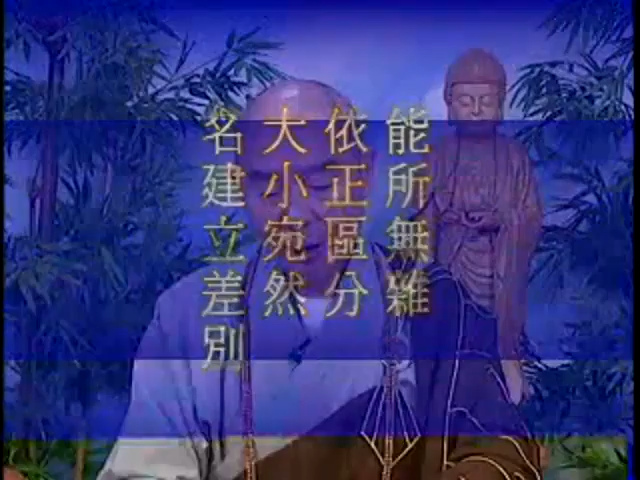 能所無雜
依正區分
大小宛然
名建立差別